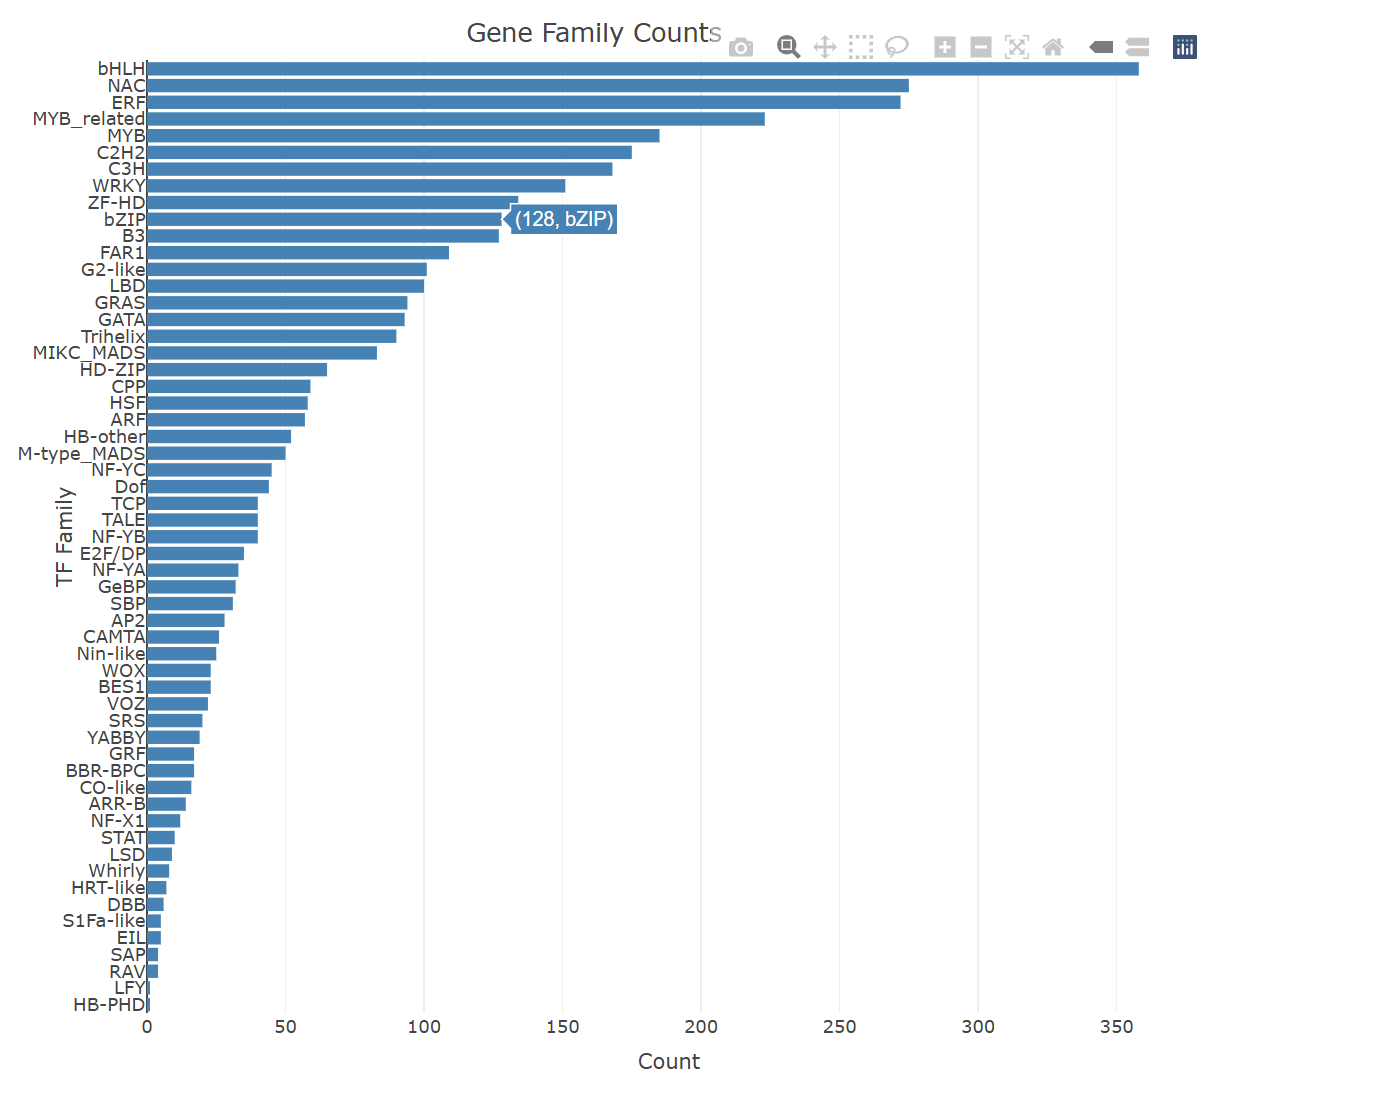 Gene Family Counts
bHLH
NAC
ERF
MYB_related
MYB
C2H2
C3H
WRKY
ZF-HD
bZIP
(128, bZIP)
B3
FAR1
G2-like
LBD
GRAS
GATA
Trihelix
MIKC_MADS
HD-ZIP
CPP
HSF
ARF
HB-other
M-type_MADS
NF-YC
Dof
TCP
TALE
NF-YB
E2F/DP
NF-YA
GeBP
SBP
AP2
CAMTA
Nin-like
WOX
BES1
VOZ
SRS
YABBY
GRF
BBR-BPC
CO-like
ARR-B
NF-X1
STAT
LSD
Whirly
HRT-like
DBB
S1Fa-like
EIL
SAP
RAV
LFY
HB-PHD
TF Family
0 50 100 150 200 250 300 350
Count